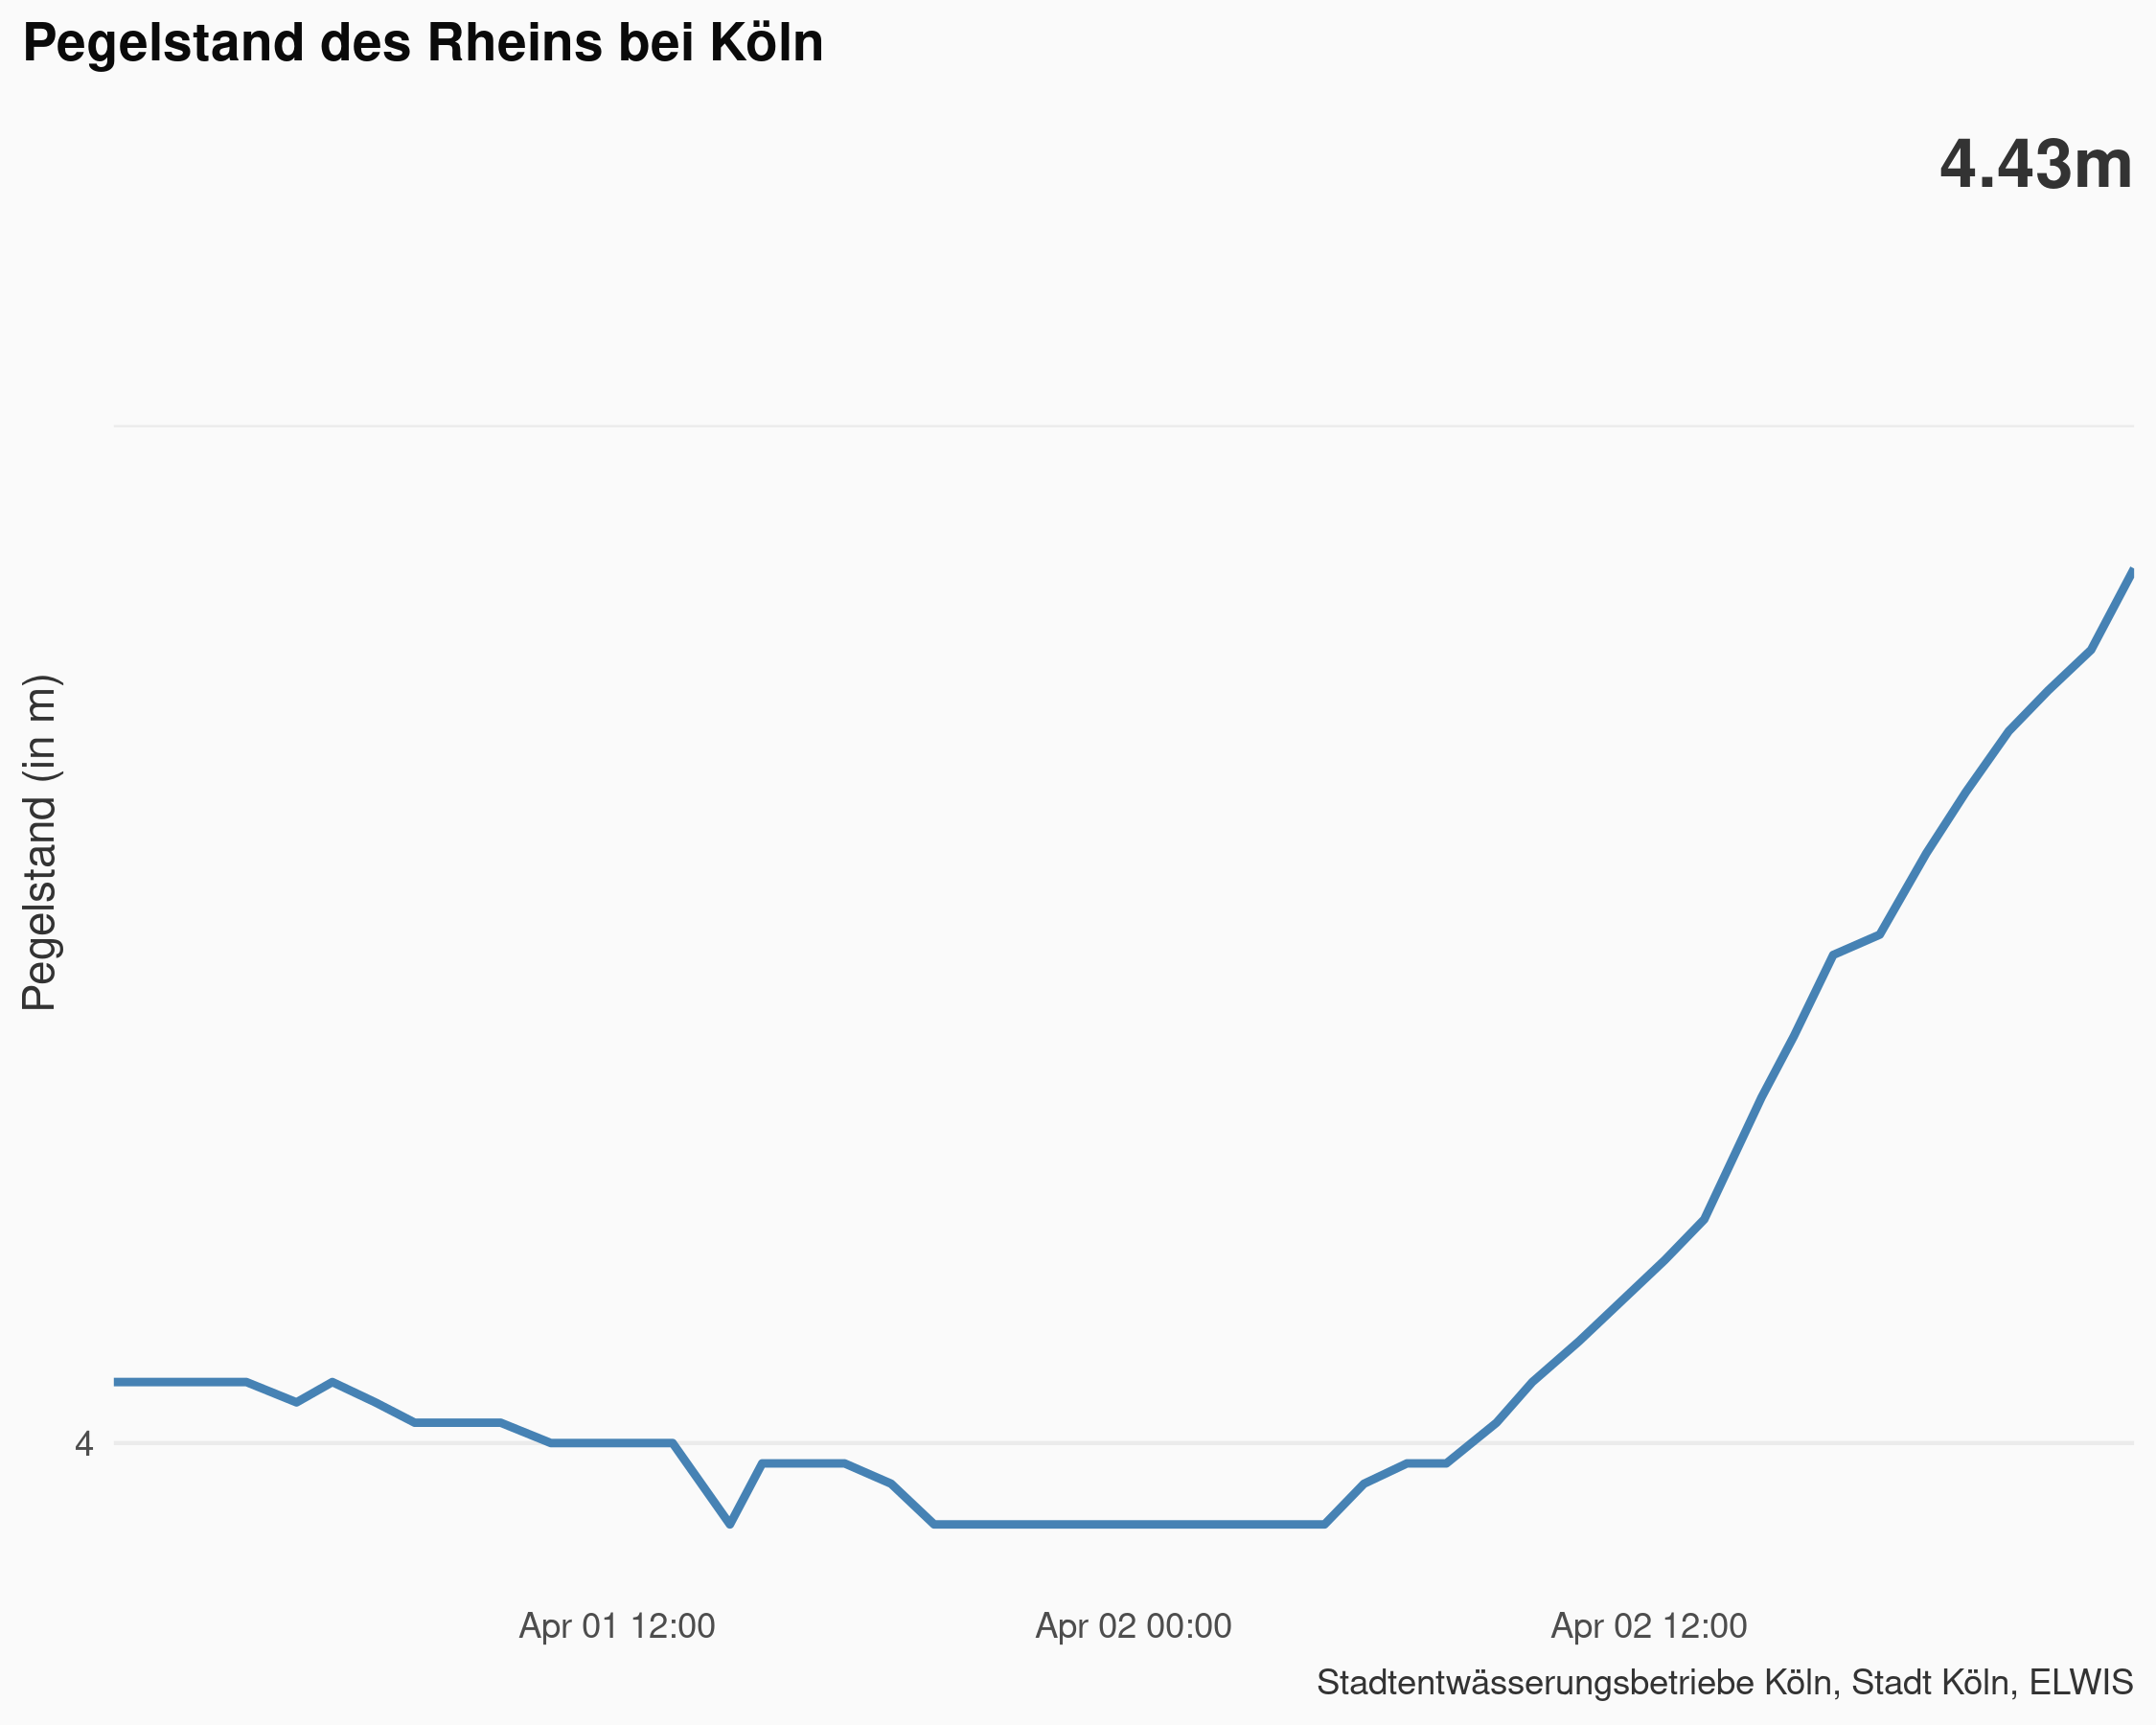 Pegelstand des Rheins bei Köln
4.43m
Pegelstand (in m)
4
Apr 01 12:00
Apr 02 00:00
Apr 02 12:00
Stadtentwässerungsbetriebe Köln, Stadt Köln, ELWIS